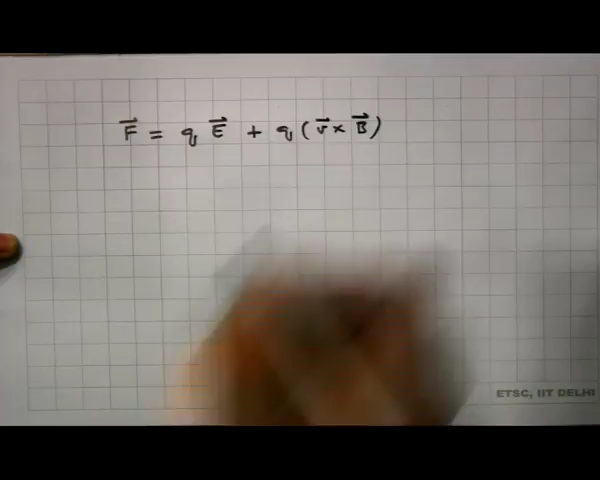 F⃗ = q E⃗ + q (v⃗ × B⃗)
ETSC, IIT DELHI